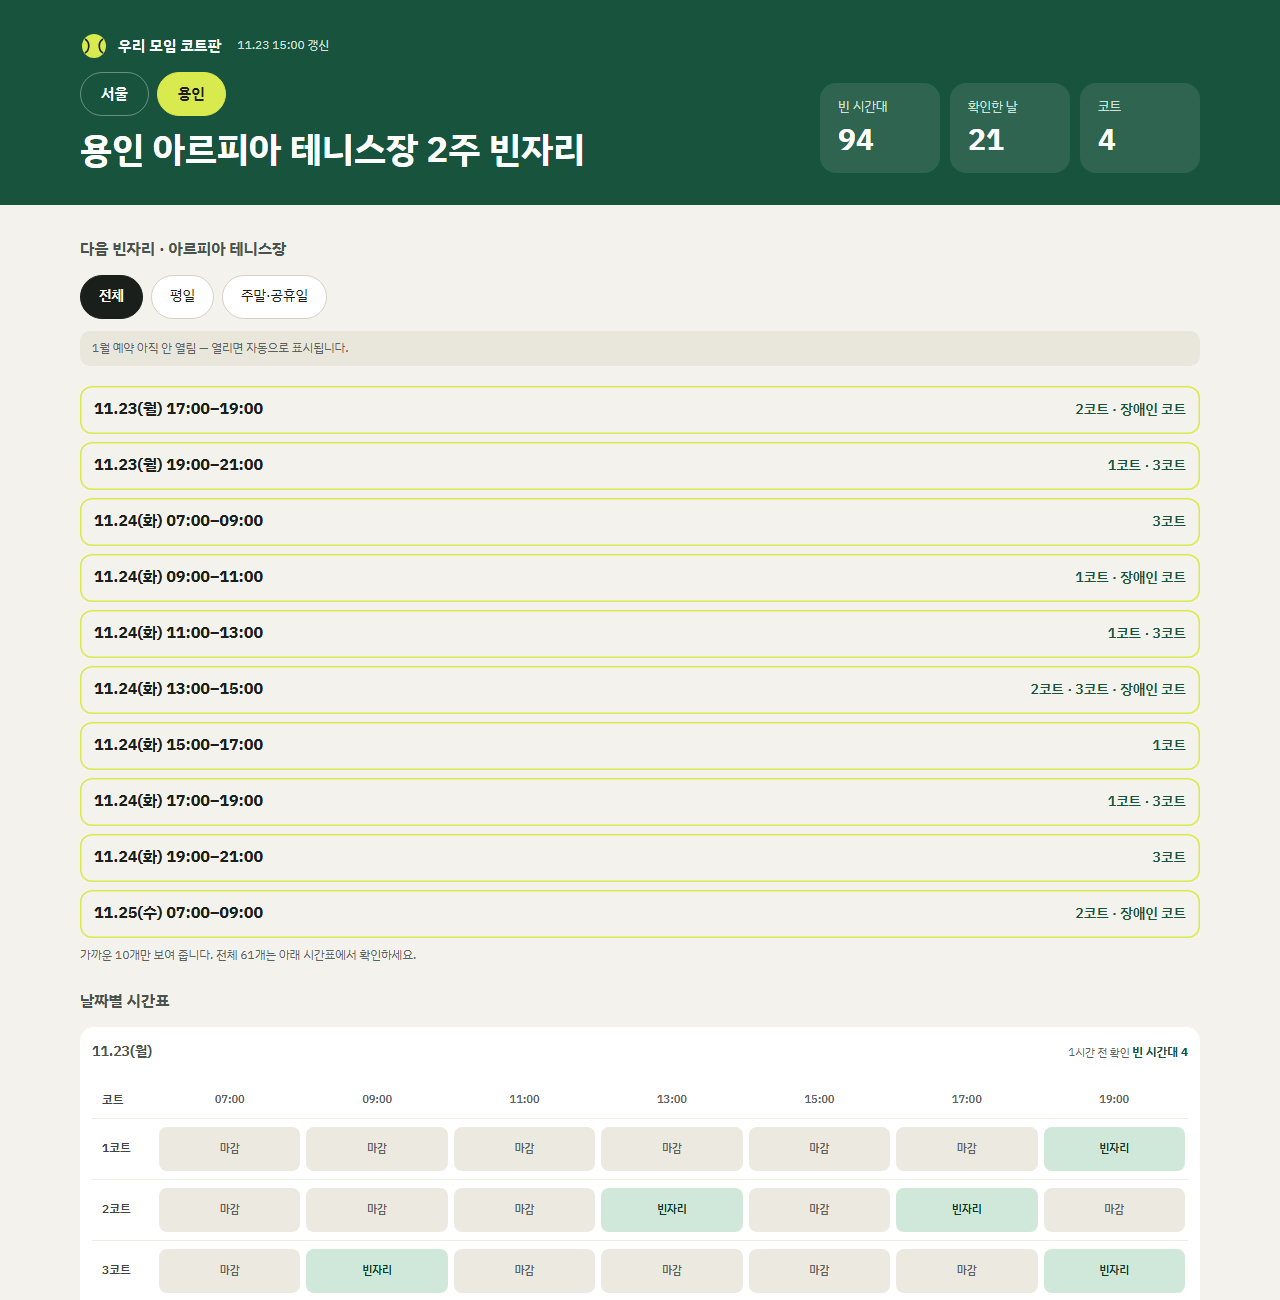 우리 모임 코트판 11.23 15:00 갱신
서울 용인
용인 아르피아 테니스장 2주 빈자리
빈 시간대 확인한 날 코트
94 21 4
다음 빈자리 · 아르피아 테니스장
전체 평일 주말·공휴일
1월 예약 아직 안 열림 — 열리면 자동으로 표시됩니다.
11.23(월) 17:00–19:00 2코트 · 장애인 코트
11.23(월) 19:00–21:00 1코트 · 3코트
11.24(화) 07:00–09:00 3코트
11.24(화) 09:00–11:00 1코트 · 장애인 코트
11.24(화) 11:00–13:00 1코트 · 3코트
11.24(화) 13:00–15:00 2코트 · 3코트 · 장애인 코트
11.24(화) 15:00–17:00 1코트
11.24(화) 17:00–19:00 1코트 · 3코트
11.24(화) 19:00–21:00 3코트
11.25(수) 07:00–09:00 2코트 · 장애인 코트
가까운 10개만 보여 줍니다. 전체 61개는 아래 시간표에서 확인하세요.
날짜별 시간표
11.23(월) 1시간 전 확인 빈 시간대 4
코트 07:00 09:00 11:00 13:00 15:00 17:00 19:00
1코트 마감 마감 마감 마감 마감 마감 빈자리
2코트 마감 마감 마감 빈자리 마감 빈자리 마감
3코트 마감 빈자리 마감 마감 마감 마감 빈자리